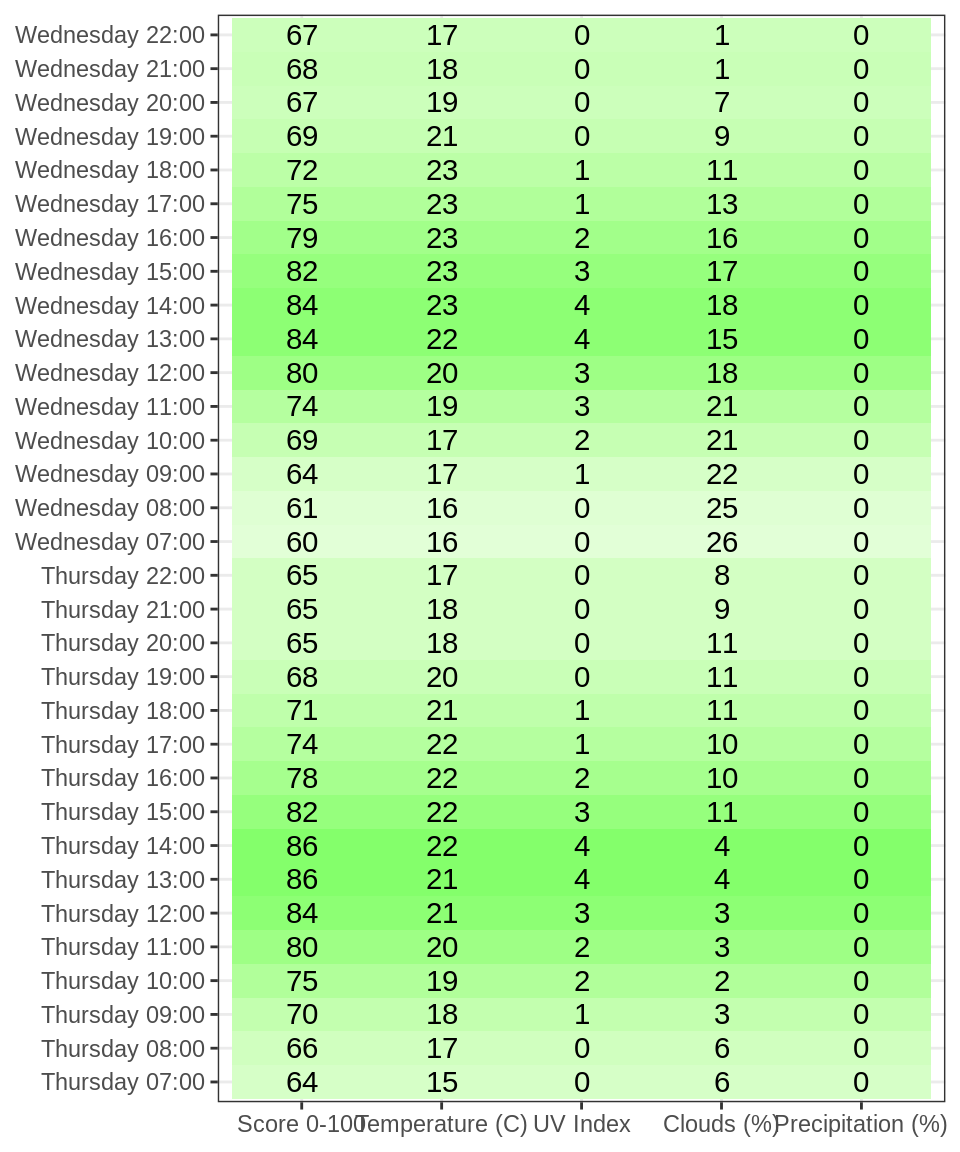 Wednesday 22:00 67 17 0 1 0
Wednesday 21:00 68 18 0 1 0
Wednesday 20:00 67 19 0 7 0
Wednesday 19:00 69 21 0 9 0
Wednesday 18:00 72 23 1 11 0
Wednesday 17:00 75 23 1 13 0
Wednesday 16:00 79 23 2 16 0
Wednesday 15:00 82 23 3 17 0
Wednesday 14:00 84 23 4 18 0
Wednesday 13:00 84 22 4 15 0
Wednesday 12:00 80 20 3 18 0
Wednesday 11:00 74 19 3 21 0
Wednesday 10:00 69 17 2 21 0
Wednesday 09:00 64 17 1 22 0
Wednesday 08:00 61 16 0 25 0
Wednesday 07:00 60 16 0 26 0
Thursday 22:00 65 17 0 8 0
Thursday 21:00 65 18 0 9 0
Thursday 20:00 65 18 0 11 0
Thursday 19:00 68 20 0 11 0
Thursday 18:00 71 21 1 11 0
Thursday 17:00 74 22 1 10 0
Thursday 16:00 78 22 2 10 0
Thursday 15:00 82 22 3 11 0
Thursday 14:00 86 22 4 4 0
Thursday 13:00 86 21 4 4 0
Thursday 12:00 84 21 3 3 0
Thursday 11:00 80 20 2 3 0
Thursday 10:00 75 19 2 2 0
Thursday 09:00 70 18 1 3 0
Thursday 08:00 66 17 0 6 0
Thursday 07:00 64 15 0 6 0
Score 0-100 Temperature (C) UV Index Clouds (%) Precipitation (%)